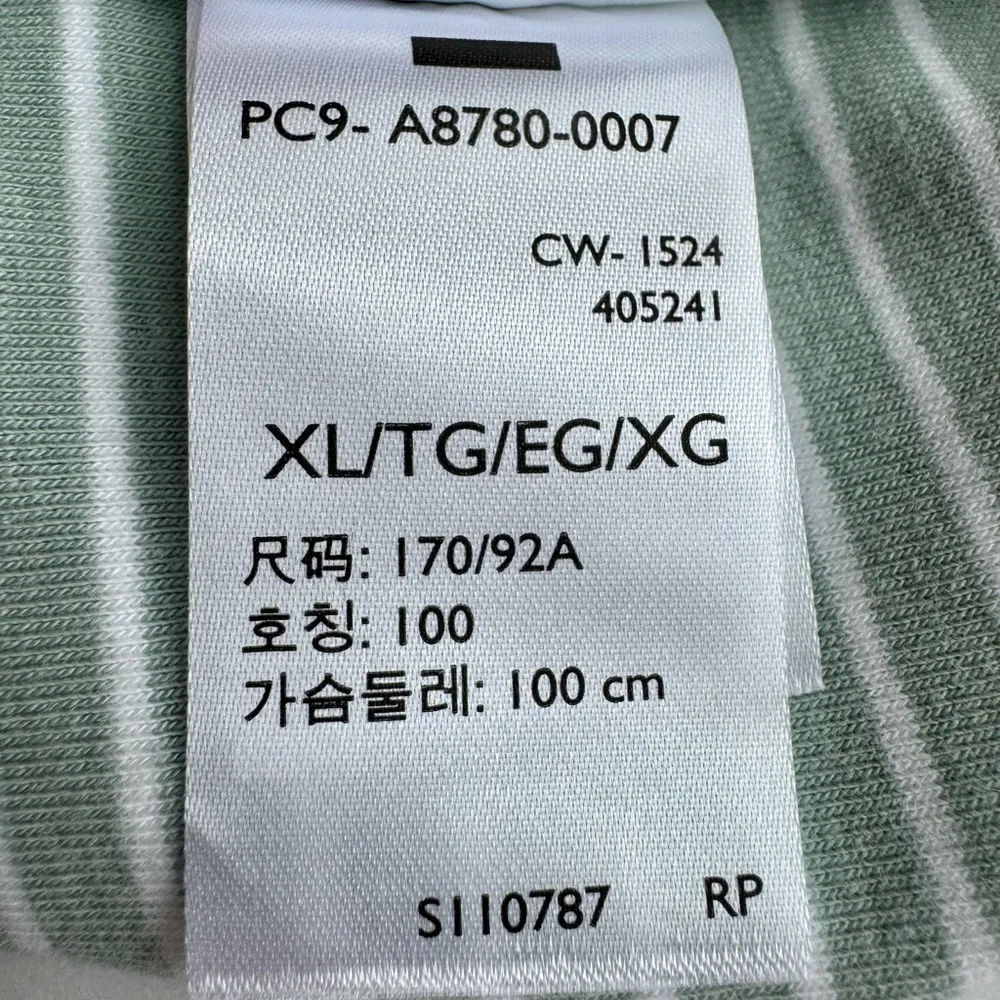 PC9- A8780-0007
CW- 1524
405241
XL/TG/EG/XG
尺码: 170/92A
호칭: 100
가슴둘레: 100 cm
S110787 RP